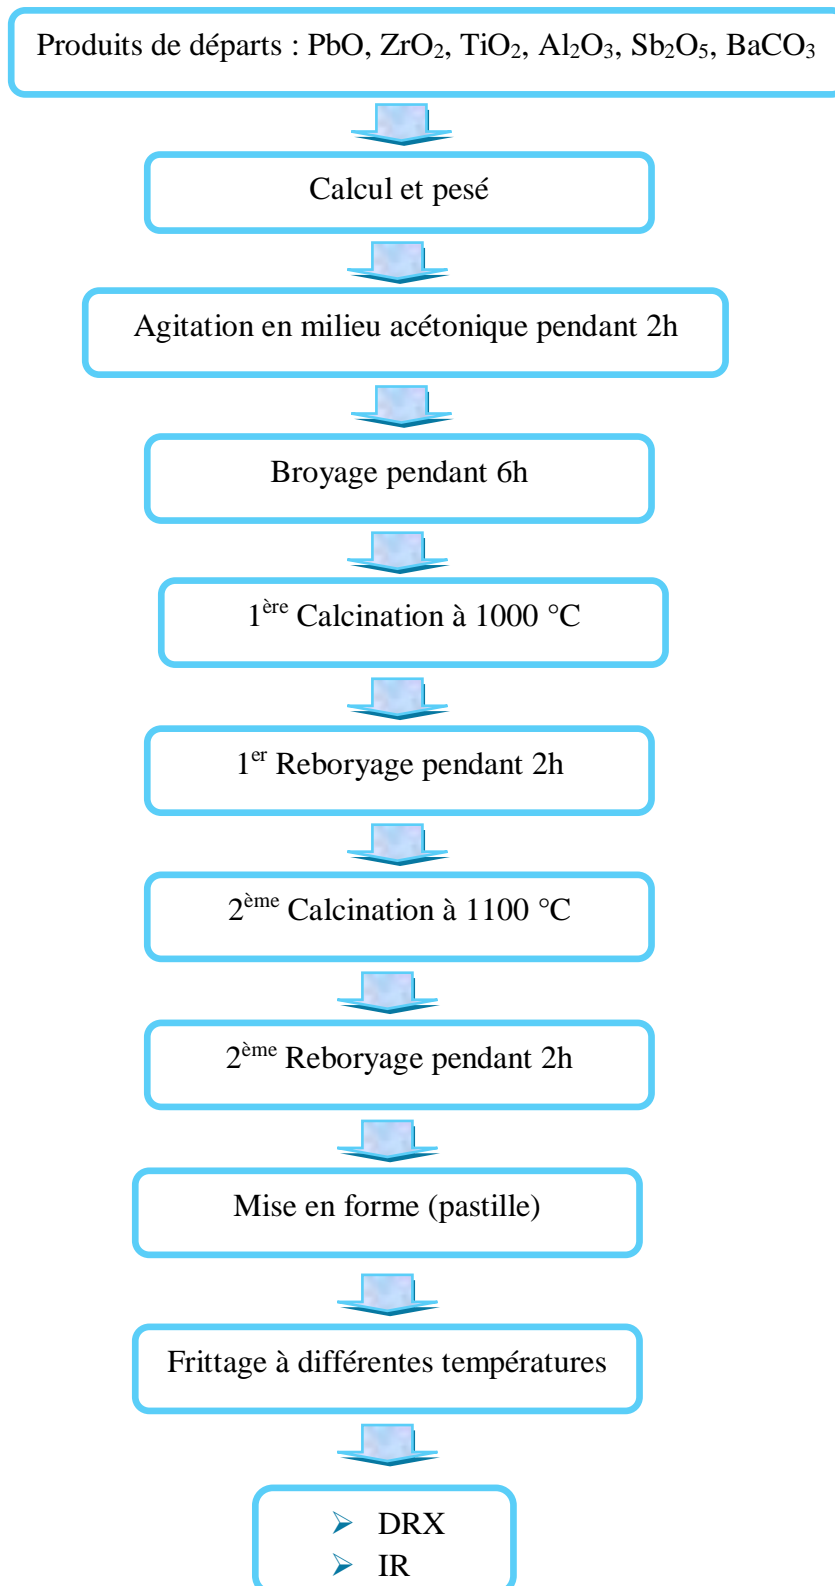 Produits de départs : PbO, ZrO₂, TiO₂, Al₂O₃, Sb₂O₅, BaCO₃
Calcul et pesé
Agitation en milieu acétonique pendant 2h
Broyage pendant 6h
1ère Calcination à 1000 °C
1er Reboryage pendant 2h
2ème Calcination à 1100 °C
2ème Reboryage pendant 2h
Mise en forme (pastille)
Frittage à différentes températures
➢ DRX
➢ IR